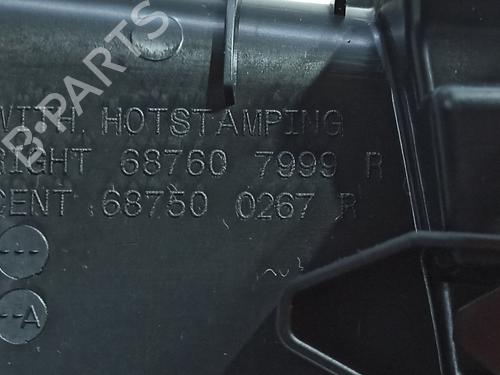 B-PARTS
WITH. HOTSTAMPING
RIGHT 68760 7999 R
CENT 68750 0267 R
---
--A